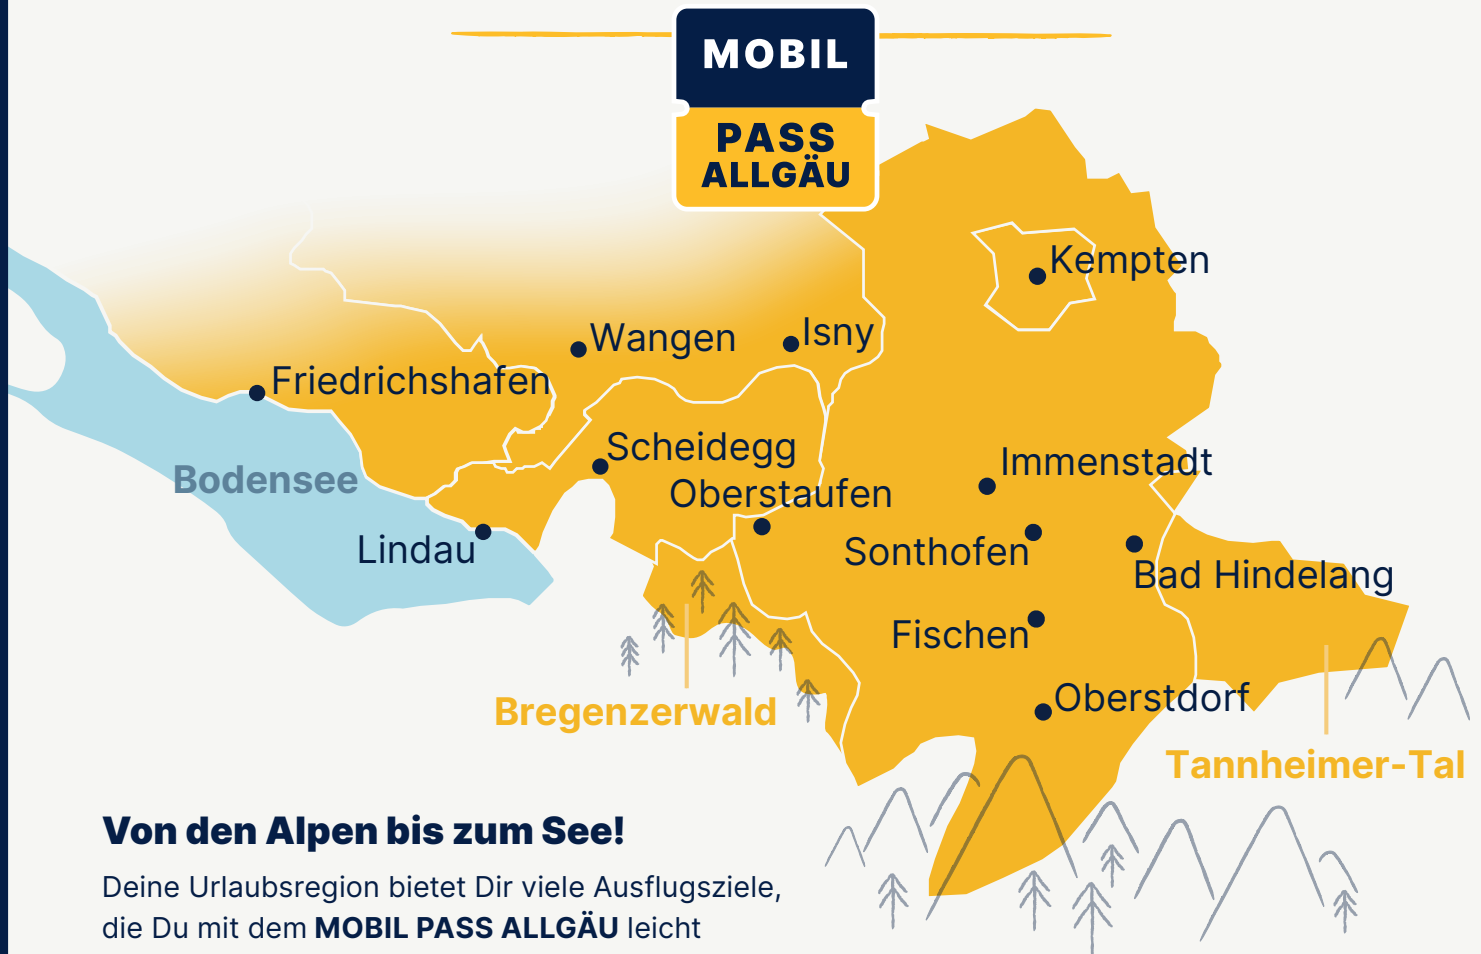 MOBIL
PASS
ALLGÄU
Kempten
Wangen
Isny
Friedrichshafen
Scheidegg
Immenstadt
Bodensee
Oberstaufen
Lindau
Sonthofen
Bad Hindelang
Fischen
Oberstdorf
Bregenzerwald
Tannheimer-Tal
Von den Alpen bis zum See!
Deine Urlaubsregion bietet Dir viele Ausflugsziele,
die Du mit dem MOBIL PASS ALLGÄU leicht